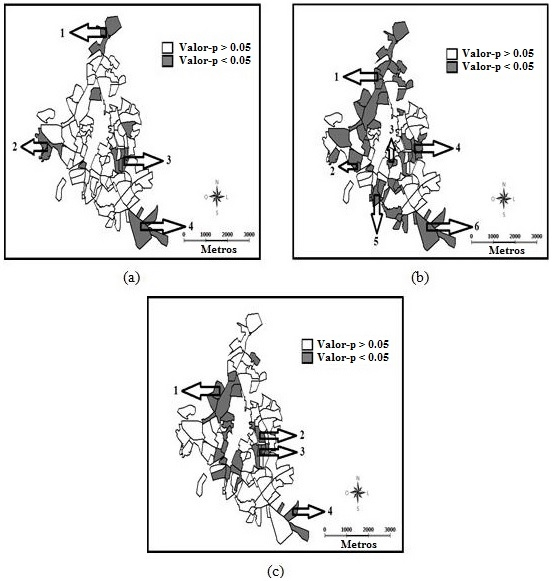 1
Valor-p > 0.05
Valor-p < 0.05
2
3
4
N
O L
S
0 1000 2000 3000
Metros
(a)
Valor-p > 0.05
Valor-p < 0.05
1
3
4
2
5
6
N
O L
S
0 1000 2000 3000
Metros
(b)
Valor-p > 0.05
Valor-p < 0.05
1
2
3
4
N
O L
S
0 1000 2000 3000
Metros
(c)